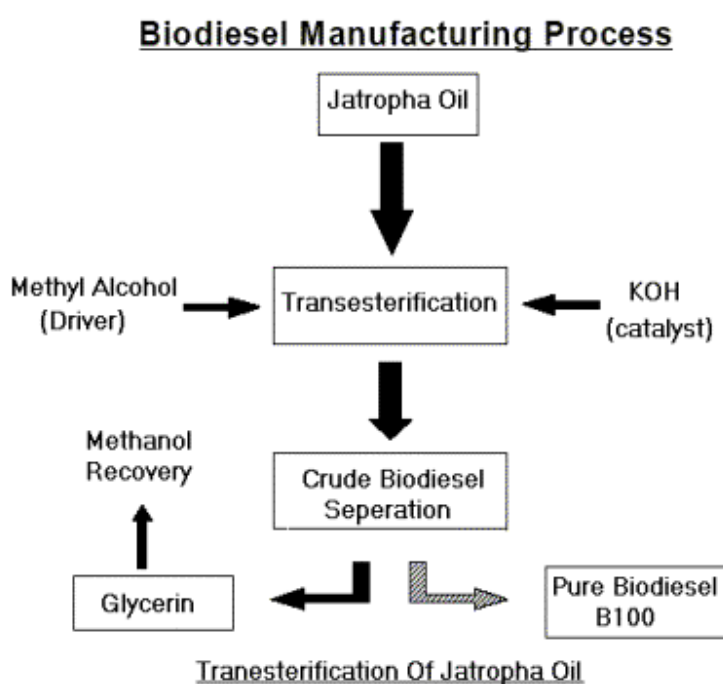 Biodiesel Manufacturing Process
Jatropha Oil
Methyl Alcohol
(Driver)
Transesterification
KOH
(catalyst)
Methanol
Recovery
Crude Biodiesel
Seperation
Glycerin
Pure Biodiesel
B100
Tranesterification Of Jatropha Oil